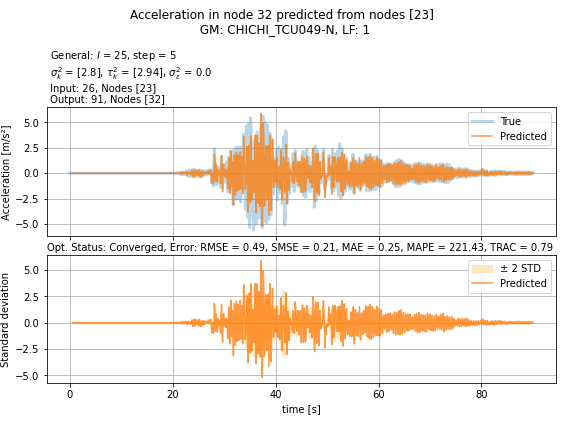 Acceleration in node 32 predicted from nodes [23]
GM: CHICHI_TCU049-N, LF: 1
General: l = 25, step = 5
σ²ₖ = [2.8], τ²ₖ = [2.94], σ²ε = 0.0
Input: 26, Nodes [23]
Output: 91, Nodes [32]
Acceleration [m/s²]
5.0
2.5
0.0
−2.5
−5.0
True
Predicted
Opt. Status: Converged, Error: RMSE = 0.49, SMSE = 0.21, MAE = 0.25, MAPE = 221.43, TRAC = 0.79
Standard deviation
5.0
2.5
0.0
−2.5
−5.0
± 2 STD
Predicted
0 20 40 60 80
time [s]